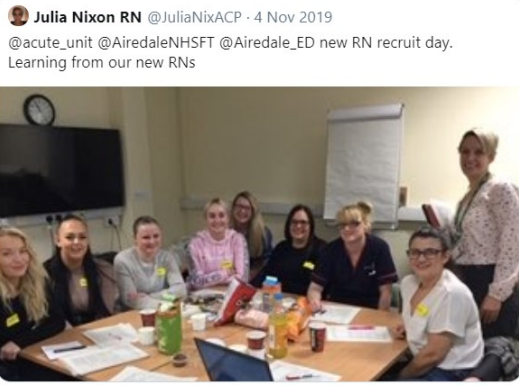 Julia Nixon RN @JuliaNixACP · 4 Nov 2019
@acute_unit @AiredaleNHSFT @Airedale_ED new RN recruit day.
Learning from our new RNs